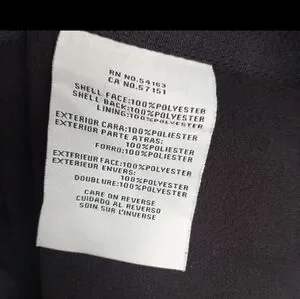 RN NO.54163
CA NO.57151
SHELL FACE:100%POLYESTER
SHELL BACK:100%POLYESTER
LINING:100%POLYESTER
EXTERIOR CARA:100%POLIESTER
EXTERIOR PARTE ATRAS:
100%POLIESTER
FORRO:100%POLIESTER
EXTERIEUR FACE:100%POLYESTER
EXTERIEUR ENVERS:
100%POLYESTER
DOUBLURE:100%POLYESTER
CARE ON REVERSE
CUIDADO AL REVERSO
SOIN SUR L'INVERS